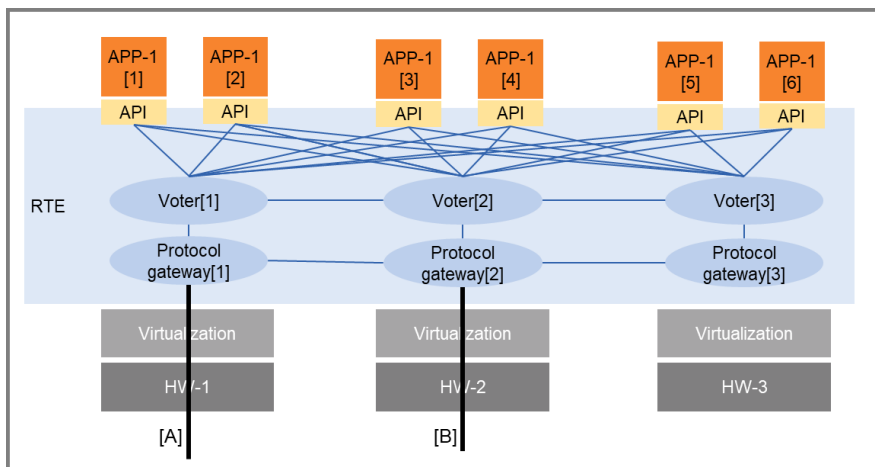 APP-1
[1]
APP-1
[2]
APP-1
[3]
APP-1
[4]
APP-1
[5]
APP-1
[6]
API
API
API
API
API
API
RTE
Voter[1]
Voter[2]
Voter[3]
Protocol
gateway[1]
Protocol
gateway[2]
Protocol
gateway[3]
Virtualization
Virtualization
Virtualization
HW-1
HW-2
HW-3
[A]
[B]